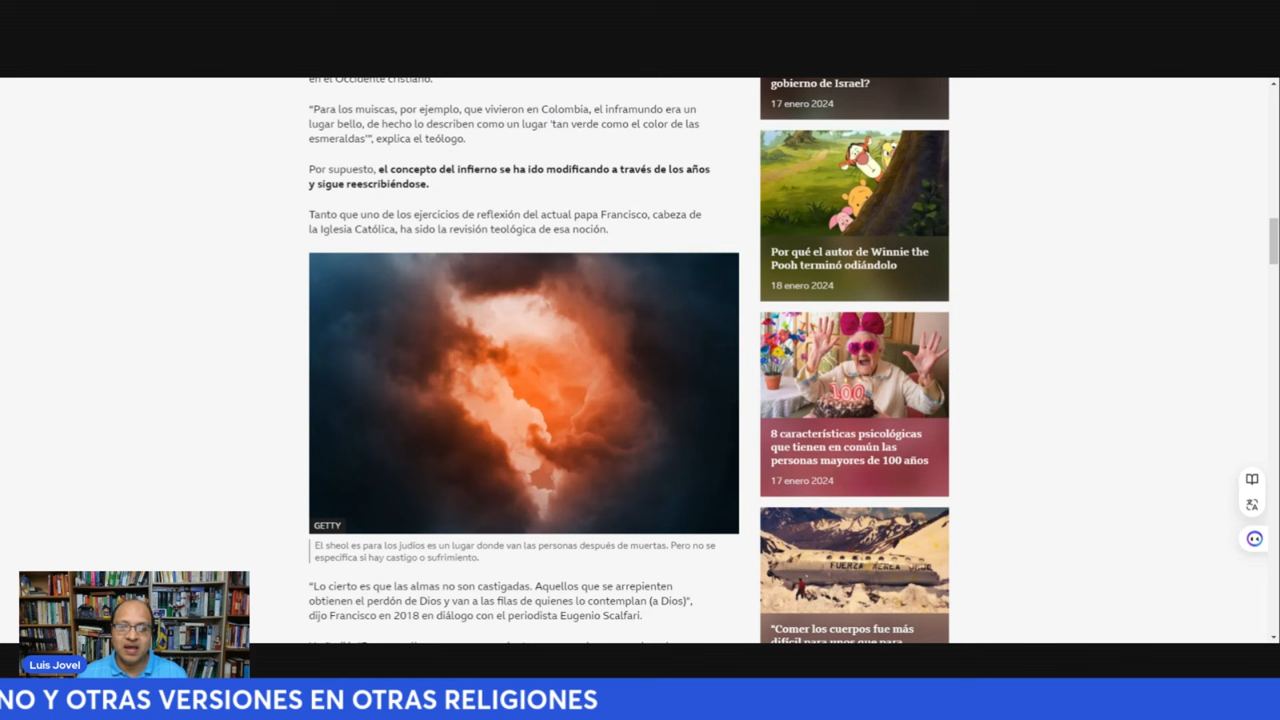 en el Occidente cristiano.
“Para los muiscas, por ejemplo, que vivieron en Colombia, el inframundo era un
lugar bello, de hecho lo describen como un lugar ‘tan verde como el color de las
esmeraldas’”, explica el teólogo.
Por supuesto, el concepto del infierno se ha ido modificando a través de los años
y sigue reescribiéndose.
Tanto que uno de los ejercicios de reflexión del actual papa Francisco, cabeza de
la Iglesia Católica, ha sido la revisión teológica de esa noción.
GETTY
El sheol es para los judíos es un lugar donde van las personas después de muertas. Pero no se
especifica si hay castigo o sufrimiento.
“Lo cierto es que las almas no son castigadas. Aquellos que se arrepienten
obtienen el perdón de Dios y van a las filas de quienes lo contemplan (a Dios)”,
dijo Francisco en 2018 en diálogo con el periodista Eugenio Scalfari.
gobierno de Israel?
17 enero 2024
Por qué el autor de Winnie the
Pooh terminó odiándolo
18 enero 2024
100
8 características psicológicas
que tienen en común las
personas mayores de 100 años
17 enero 2024
FUERZA AEREA
"Comer los cuerpos fue más
difícil para unos que para
Luis Jovel
NO Y OTRAS VERSIONES EN OTRAS RELIGIONES